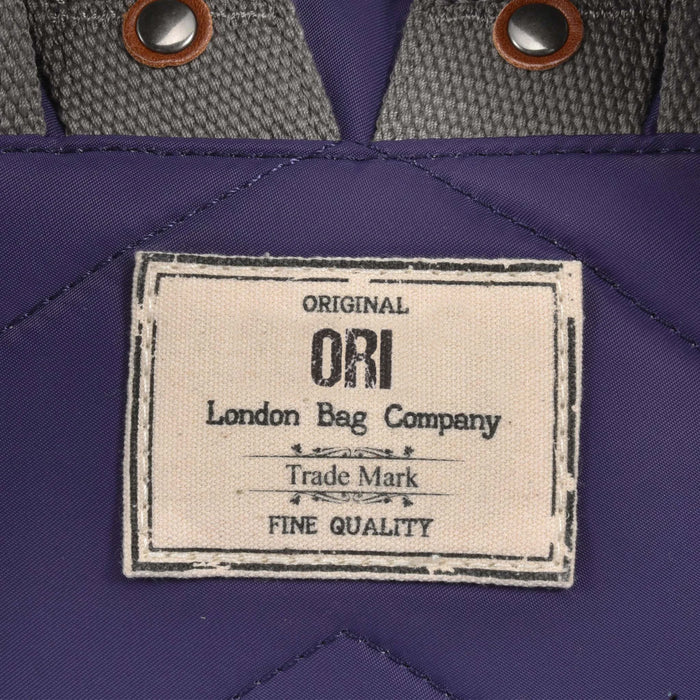 ORIGINAL
ORI
London Bag Company
Trade Mark
FINE QUALITY